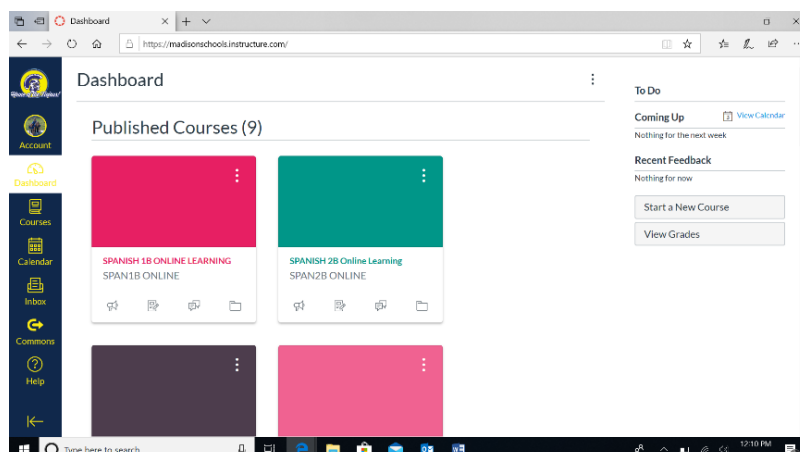 Dashboard
https://madisonschools.instructure.com/
Dashboard
To Do
Coming Up
View Calendar
Nothing for the next week
Published Courses (9)
Account
Recent Feedback
Nothing for now
Dashboard
Start a New Course
View Grades
Courses
Calendar
SPANISH 1B ONLINE LEARNING
SPAN1B ONLINE
SPANISH 2B Online Learning
SPAN2B ONLINE
Inbox
Commons
Help
Type here to search
12:10 PM